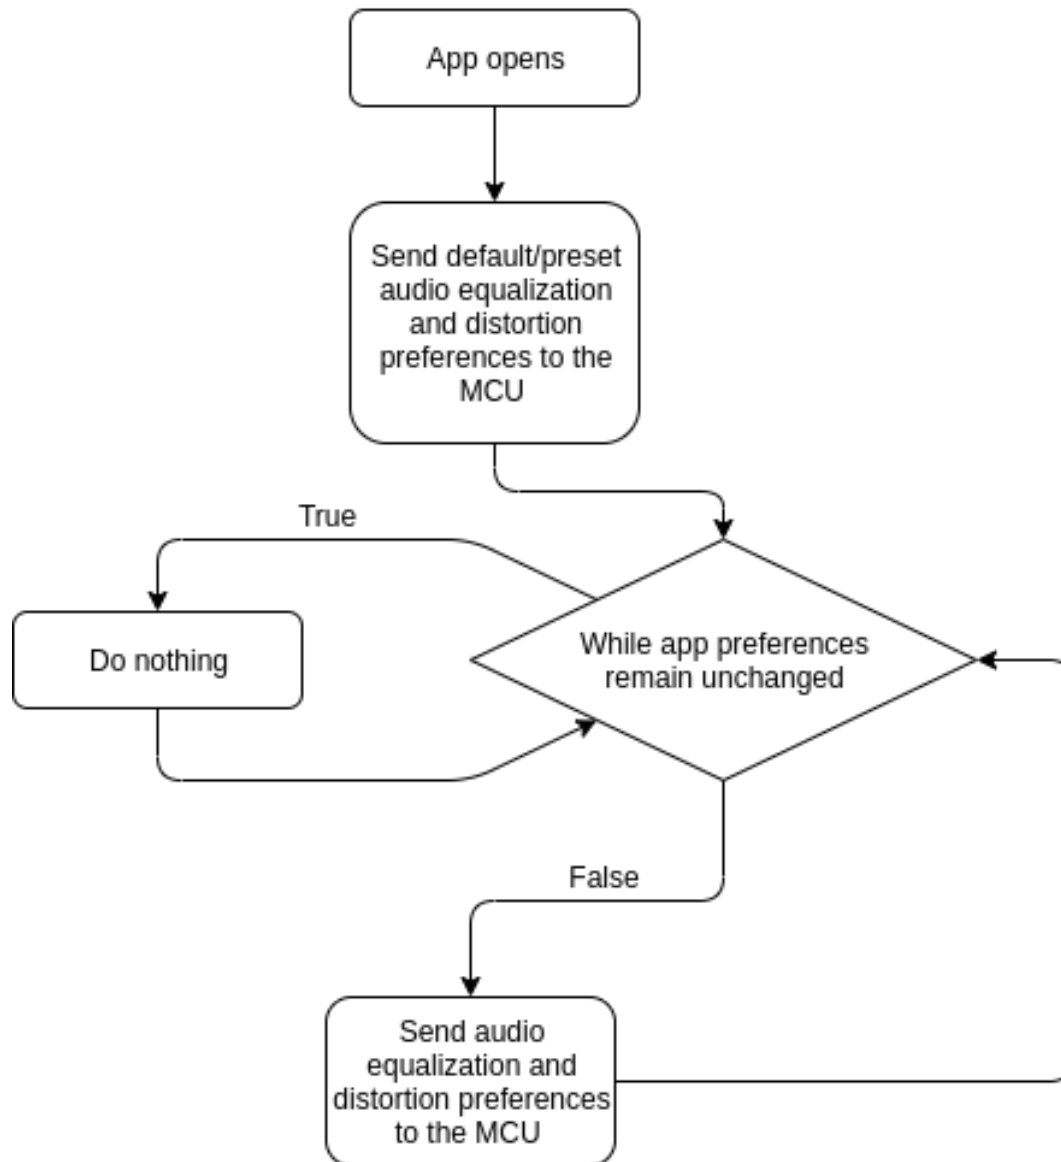 App opens
Send default/preset
audio equalization
and distortion
preferences to the
MCU
True
While app preferences
remain unchanged
Do nothing
False
Send audio
equalization and
distortion preferences
to the MCU